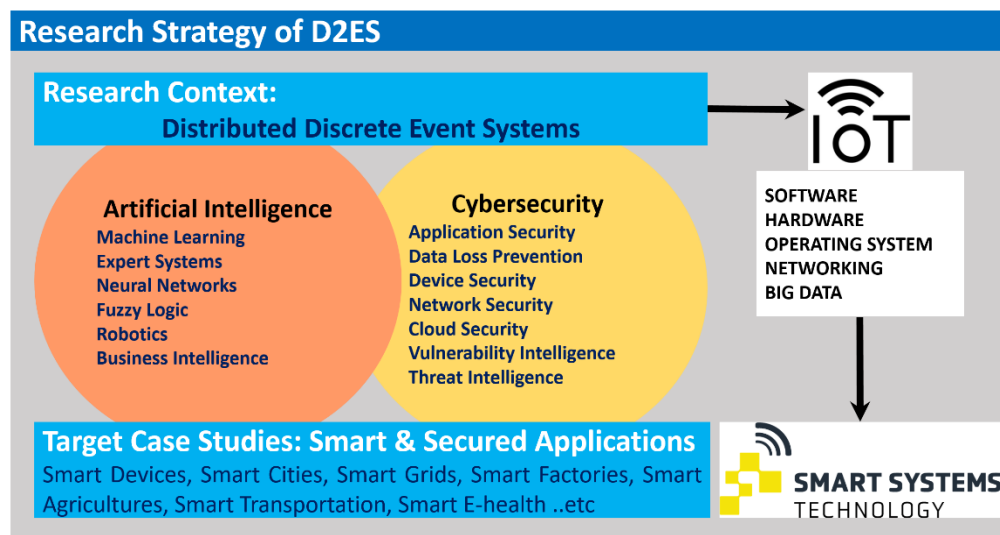 Research Strategy of D2ES
Research Context:
Distributed Discrete Event Systems
IoT
Artificial Intelligence
Machine Learning
Expert Systems
Neural Networks
Fuzzy Logic
Robotics
Business Intelligence
Cybersecurity
Application Security
Data Loss Prevention
Device Security
Network Security
Cloud Security
Vulnerability Intelligence
Threat Intelligence
SOFTWARE
HARDWARE
OPERATING SYSTEM
NETWORKING
BIG DATA
Target Case Studies: Smart & Secured Applications
Smart Devices, Smart Cities, Smart Grids, Smart Factories, Smart
Agricultures, Smart Transportation, Smart E-health ..etc
SMART SYSTEMS
TECHNOLOGY